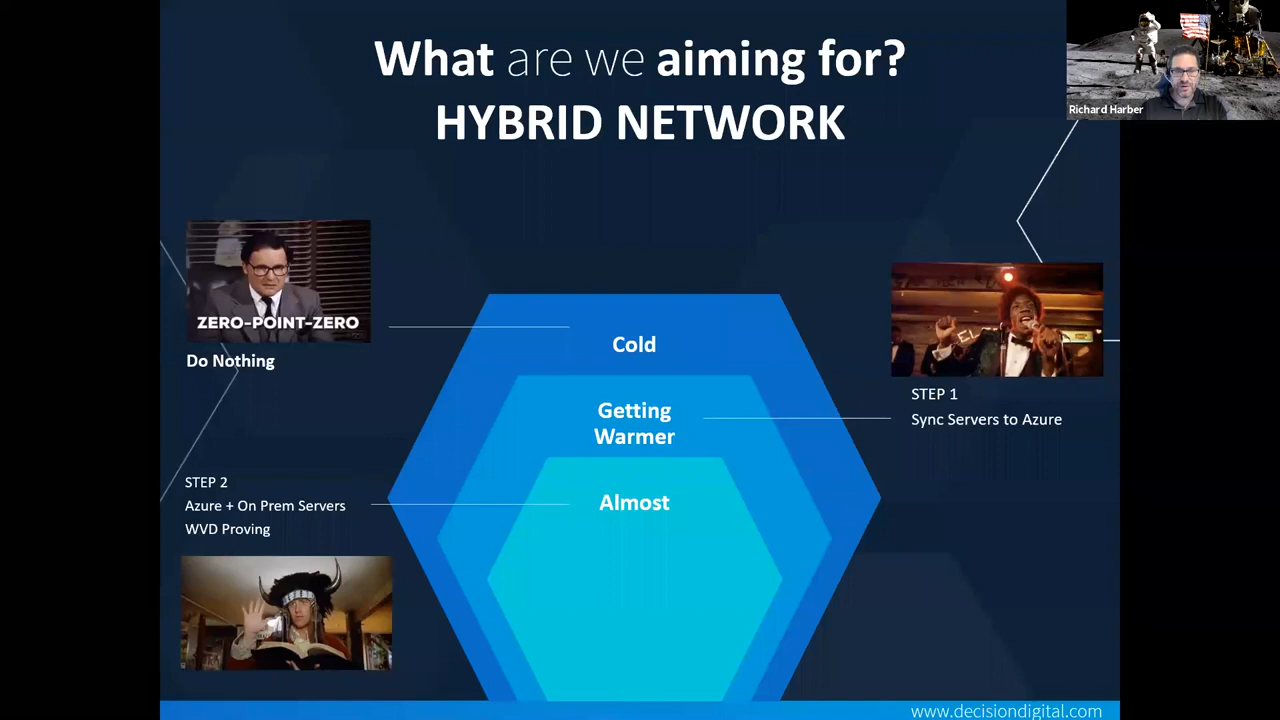 What are we aiming for?
HYBRID NETWORK
Richard Harber
ZERO-POINT-ZERO
Do Nothing
Cold
Getting
Warmer
STEP 1
Sync Servers to Azure
STEP 2
Azure + On Prem Servers
WVD Proving
Almost
www.decisiondigital.com